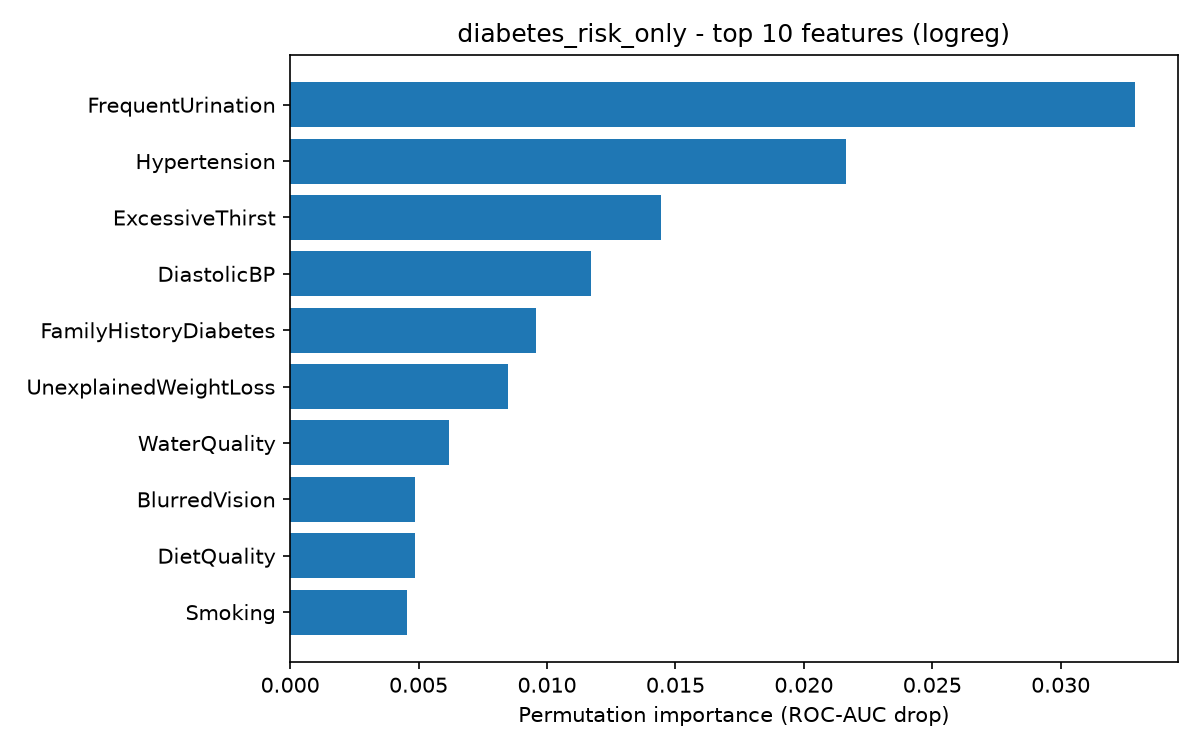 diabetes_risk_only - top 10 features (logreg)
FrequentUrination
Hypertension
ExcessiveThirst
DiastolicBP
FamilyHistoryDiabetes
UnexplainedWeightLoss
WaterQuality
BlurredVision
DietQuality
Smoking
0.000 0.005 0.010 0.015 0.020 0.025 0.030
Permutation importance (ROC-AUC drop)